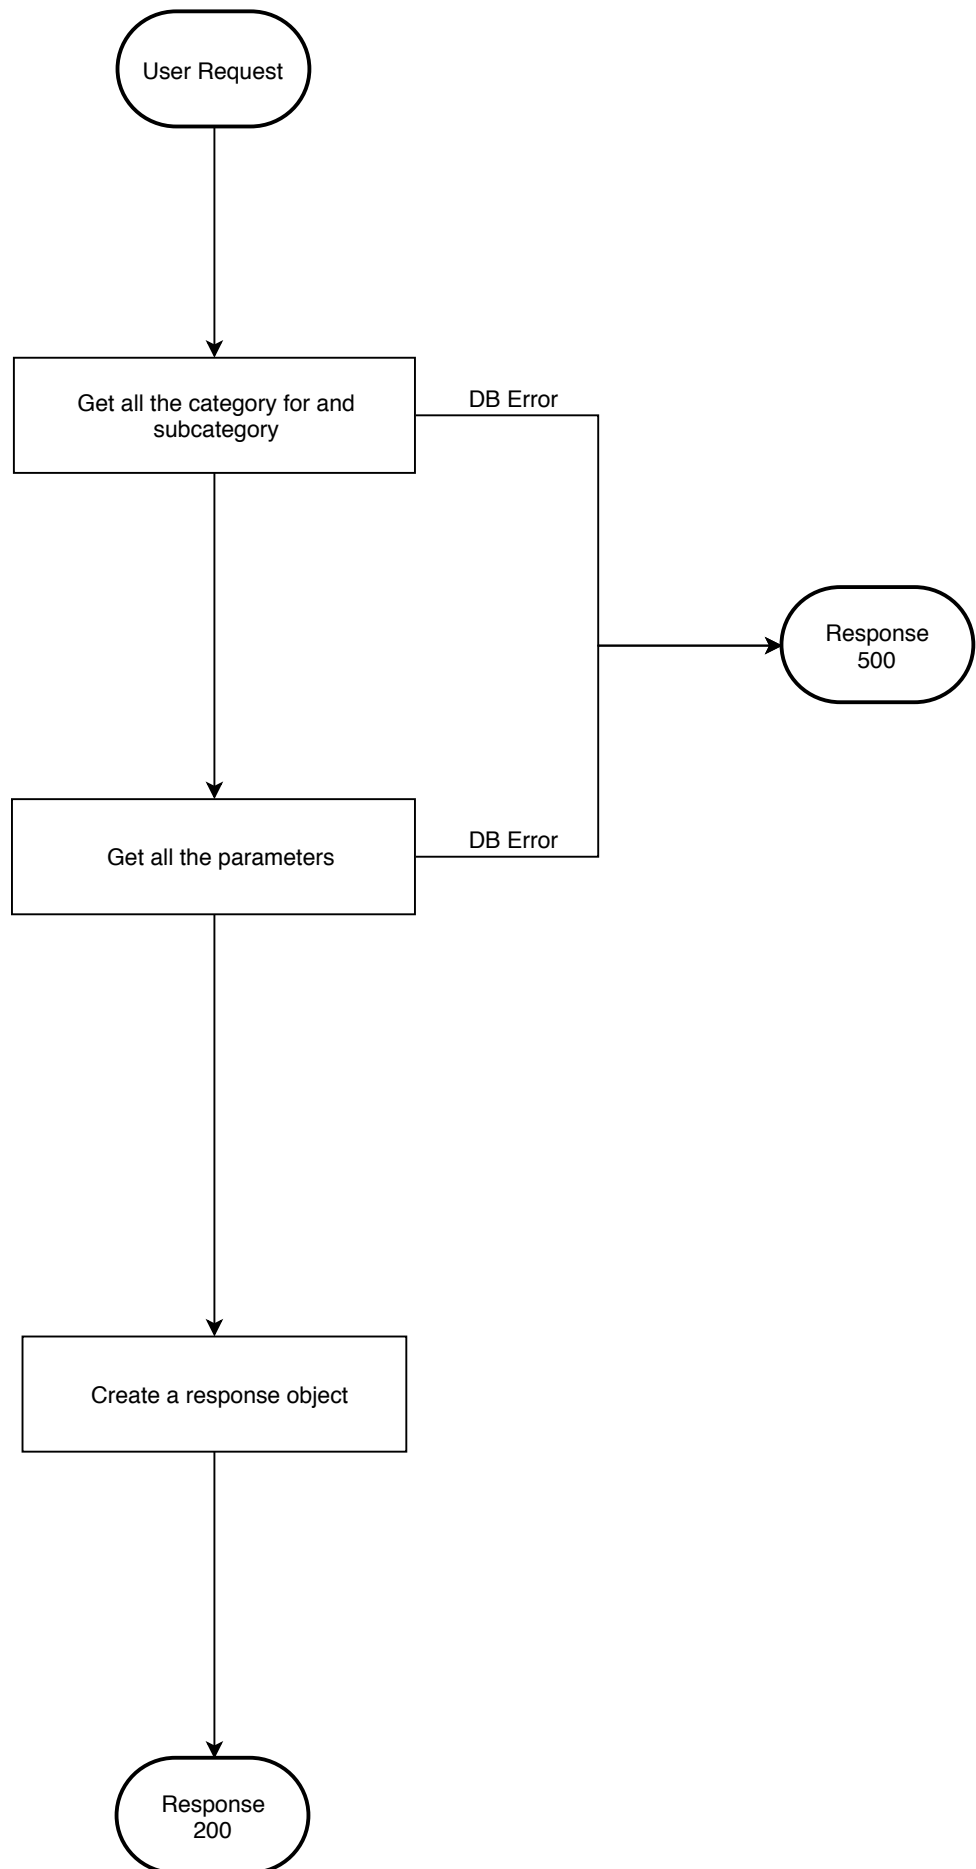 User Request
Get all the category for and
subcategory
DB Error
Response
500
Get all the parameters
DB Error
Create a response object
Response
200